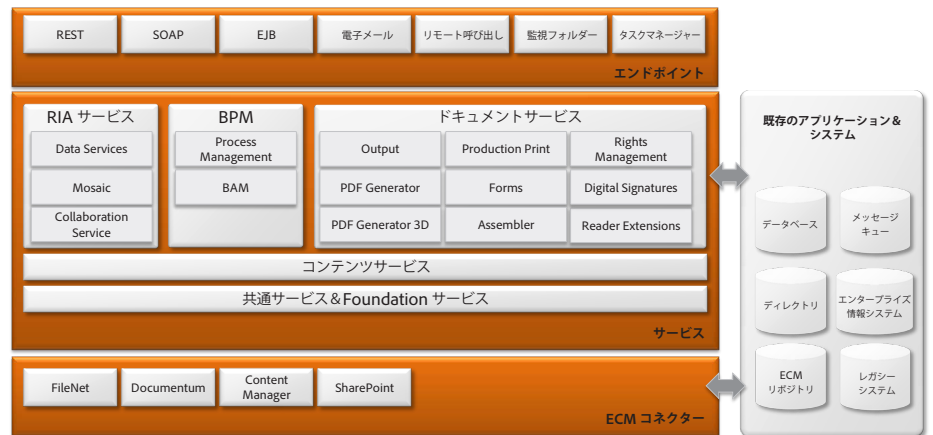 REST
SOAP
EJB
電子メール
リモート呼び出し
監視フォルダー
タスクマネージャー
エンドポイント
RIA サービス
Data Services
Mosaic
Collaboration
Service
BPM
Process
Management
BAM
ドキュメントサービス
Output
Production Print
Rights
Management
PDF Generator
Forms
Digital Signatures
PDF Generator 3D
Assembler
Reader Extensions
コンテンツサービス
共通サービス＆Foundation サービス
サービス
FileNet
Documentum
Content
Manager
SharePoint
ECM コネクター
既存のアプリケーション＆
システム
データベース
メッセージ
キュー
ディレクトリ
エンタープライズ
情報システム
ECM
リポジトリ
レガシー
システム